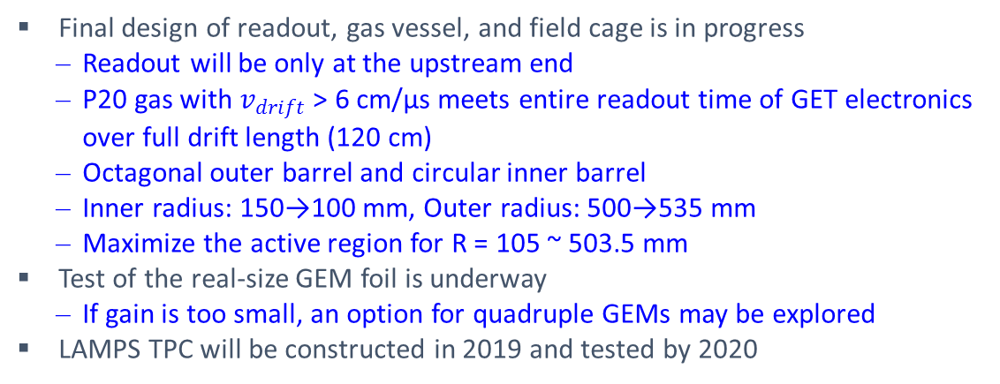 ▪ Final design of readout, gas vessel, and field cage is in progress
– Readout will be only at the upstream end
– P20 gas with v_drift > 6 cm/μs meets entire readout time of GET electronics
over full drift length (120 cm)
– Octagonal outer barrel and circular inner barrel
– Inner radius: 150→100 mm, Outer radius: 500→535 mm
– Maximize the active region for R = 105 ~ 503.5 mm
▪ Test of the real-size GEM foil is underway
– If gain is too small, an option for quadruple GEMs may be explored
▪ LAMPS TPC will be constructed in 2019 and tested by 2020